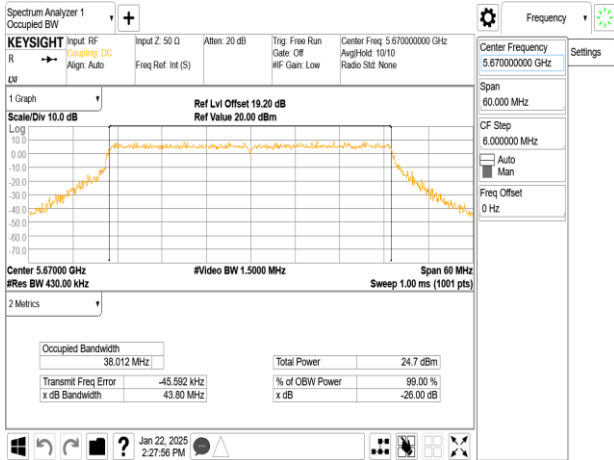 Spectrum Analyzer 1
Occupied BW
KEYSIGHT
R
LXI
Input: RF
Coupling: DC
Align: Auto
Input Z: 50 Ω
Freq Ref: Int (S)
Atten: 20 dB
Trig: Free Run
Gate: Off
#IF Gain: Low
Center Freq: 5.670000000 GHz
Avg|Hold: 10/10
Radio Std: None
1 Graph
Scale/Div 10.0 dB
Ref Lvl Offset 19.20 dB
Ref Value 20.00 dBm
Log
10.0
0.00
-10.0
-20.0
-30.0
-40.0
-50.0
-60.0
-70.0
Center 5.67000 GHz
#Res BW 430.00 kHz
#Video BW 1.5000 MHz
Span 60 MHz
Sweep 1.00 ms (1001 pts)
2 Metrics
Occupied Bandwidth
38.012 MHz
Transmit Freq Error -45.592 kHz
x dB Bandwidth 43.80 MHz
Total Power 24.7 dBm
% of OBW Power 99.00 %
x dB -26.00 dB
?
Jan 22, 2025
2:27:56 PM
Frequency
Center Frequency
5.670000000 GHz
Span
60.000 MHz
CF Step
6.000000 MHz
Auto
Man
Freq Offset
0 Hz
Settings